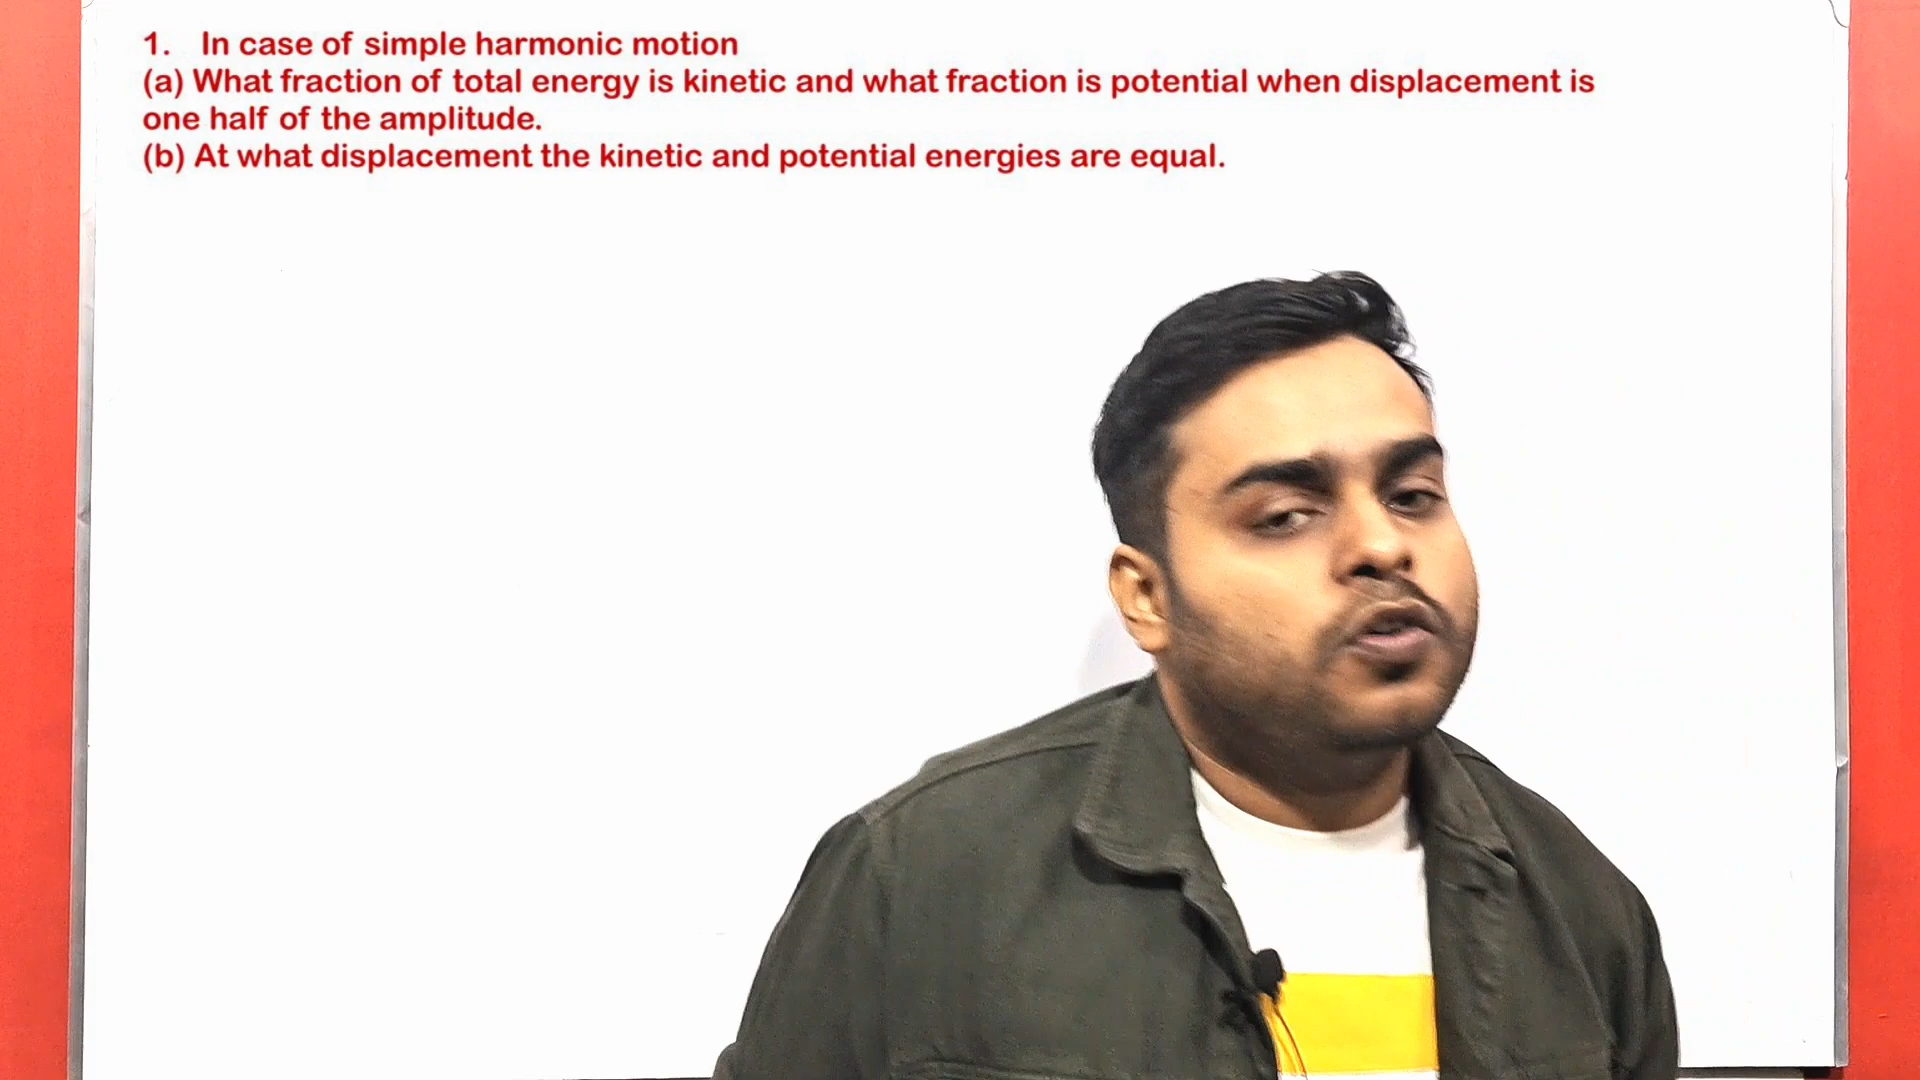 1. In case of simple harmonic motion
(a) What fraction of total energy is kinetic and what fraction is potential when displacement is
one half of the amplitude.
(b) At what displacement the kinetic and potential energies are equal.